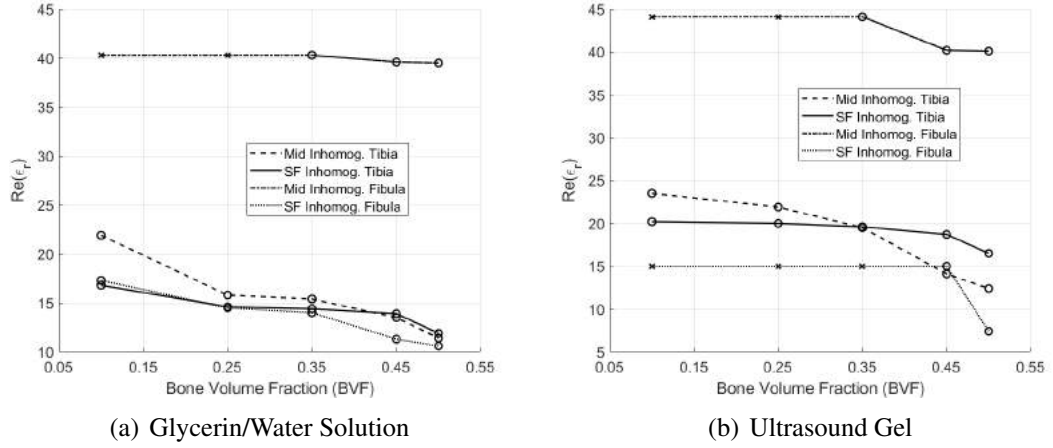 45
40
35
30
25
20
15
10
Re(ϵr)
Mid Inhomog. Tibia
SF Inhomog. Tibia
Mid Inhomog. Fibula
SF Inhomog. Fibula
0.05 0.15 0.25 0.35 0.45 0.55
Bone Volume Fraction (BVF)
(a) Glycerin/Water Solution
45
40
35
30
25
20
15
10
5
Re(ϵr)
Mid Inhomog. Tibia
SF Inhomog. Tibia
Mid Inhomog. Fibula
SF Inhomog. Fibula
0.05 0.15 0.25 0.35 0.45 0.55
Bone Volume Fraction (BVF)
(b) Ultrasound Gel